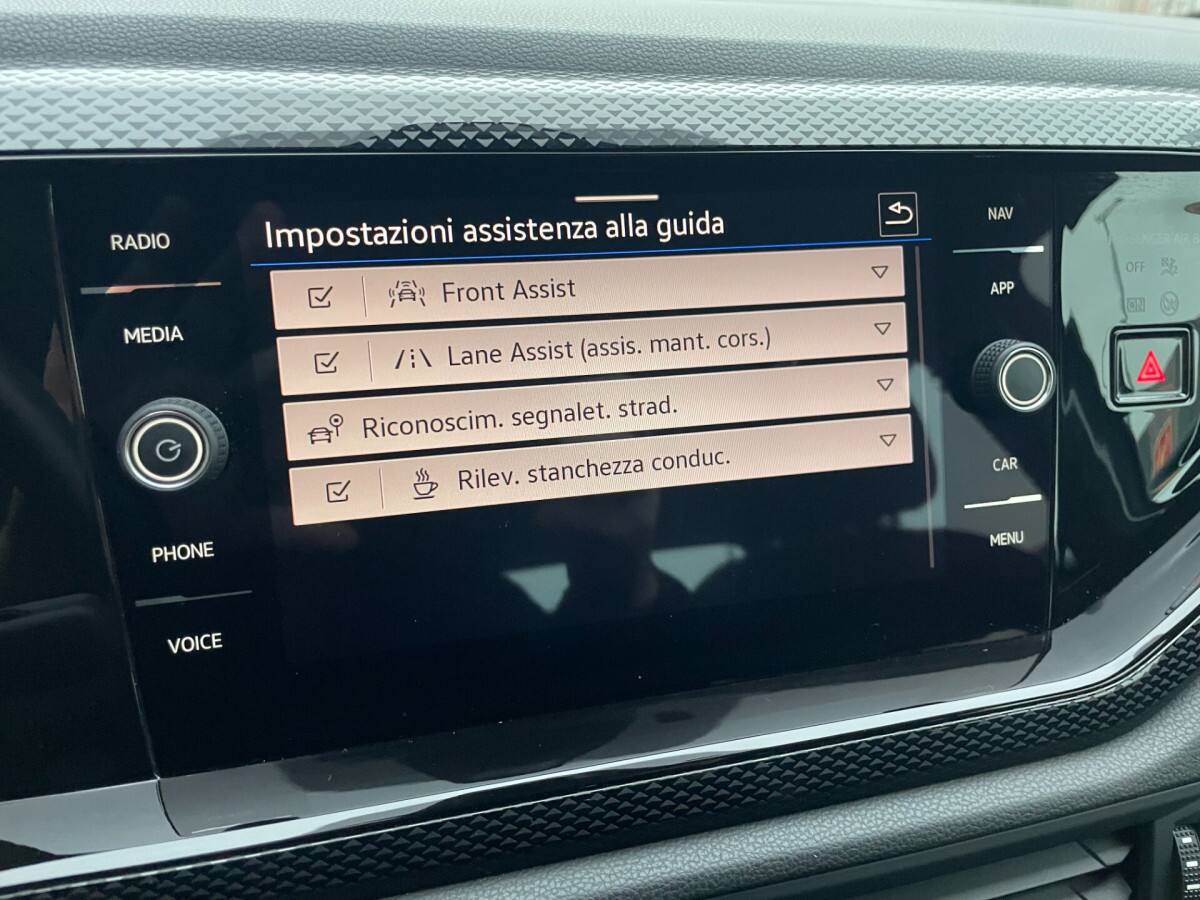 RADIO
MEDIA
PHONE
VOICE
Impostazioni assistenza alla guida
Front Assist
Lane Assist (assis. mant. cors.)
Riconoscim. segnalet. strad.
Rilev. stanchezza conduc.
NAV
APP
CAR
MENU
OFF